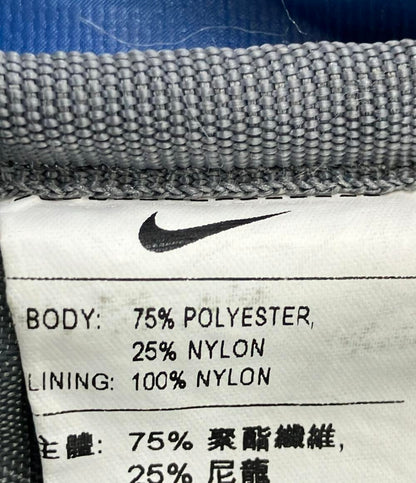 BODY: 75% POLYESTER,
25% NYLON
LINING: 100% NYLON
主體: 75% 聚酯纖維,
25% 尼龍